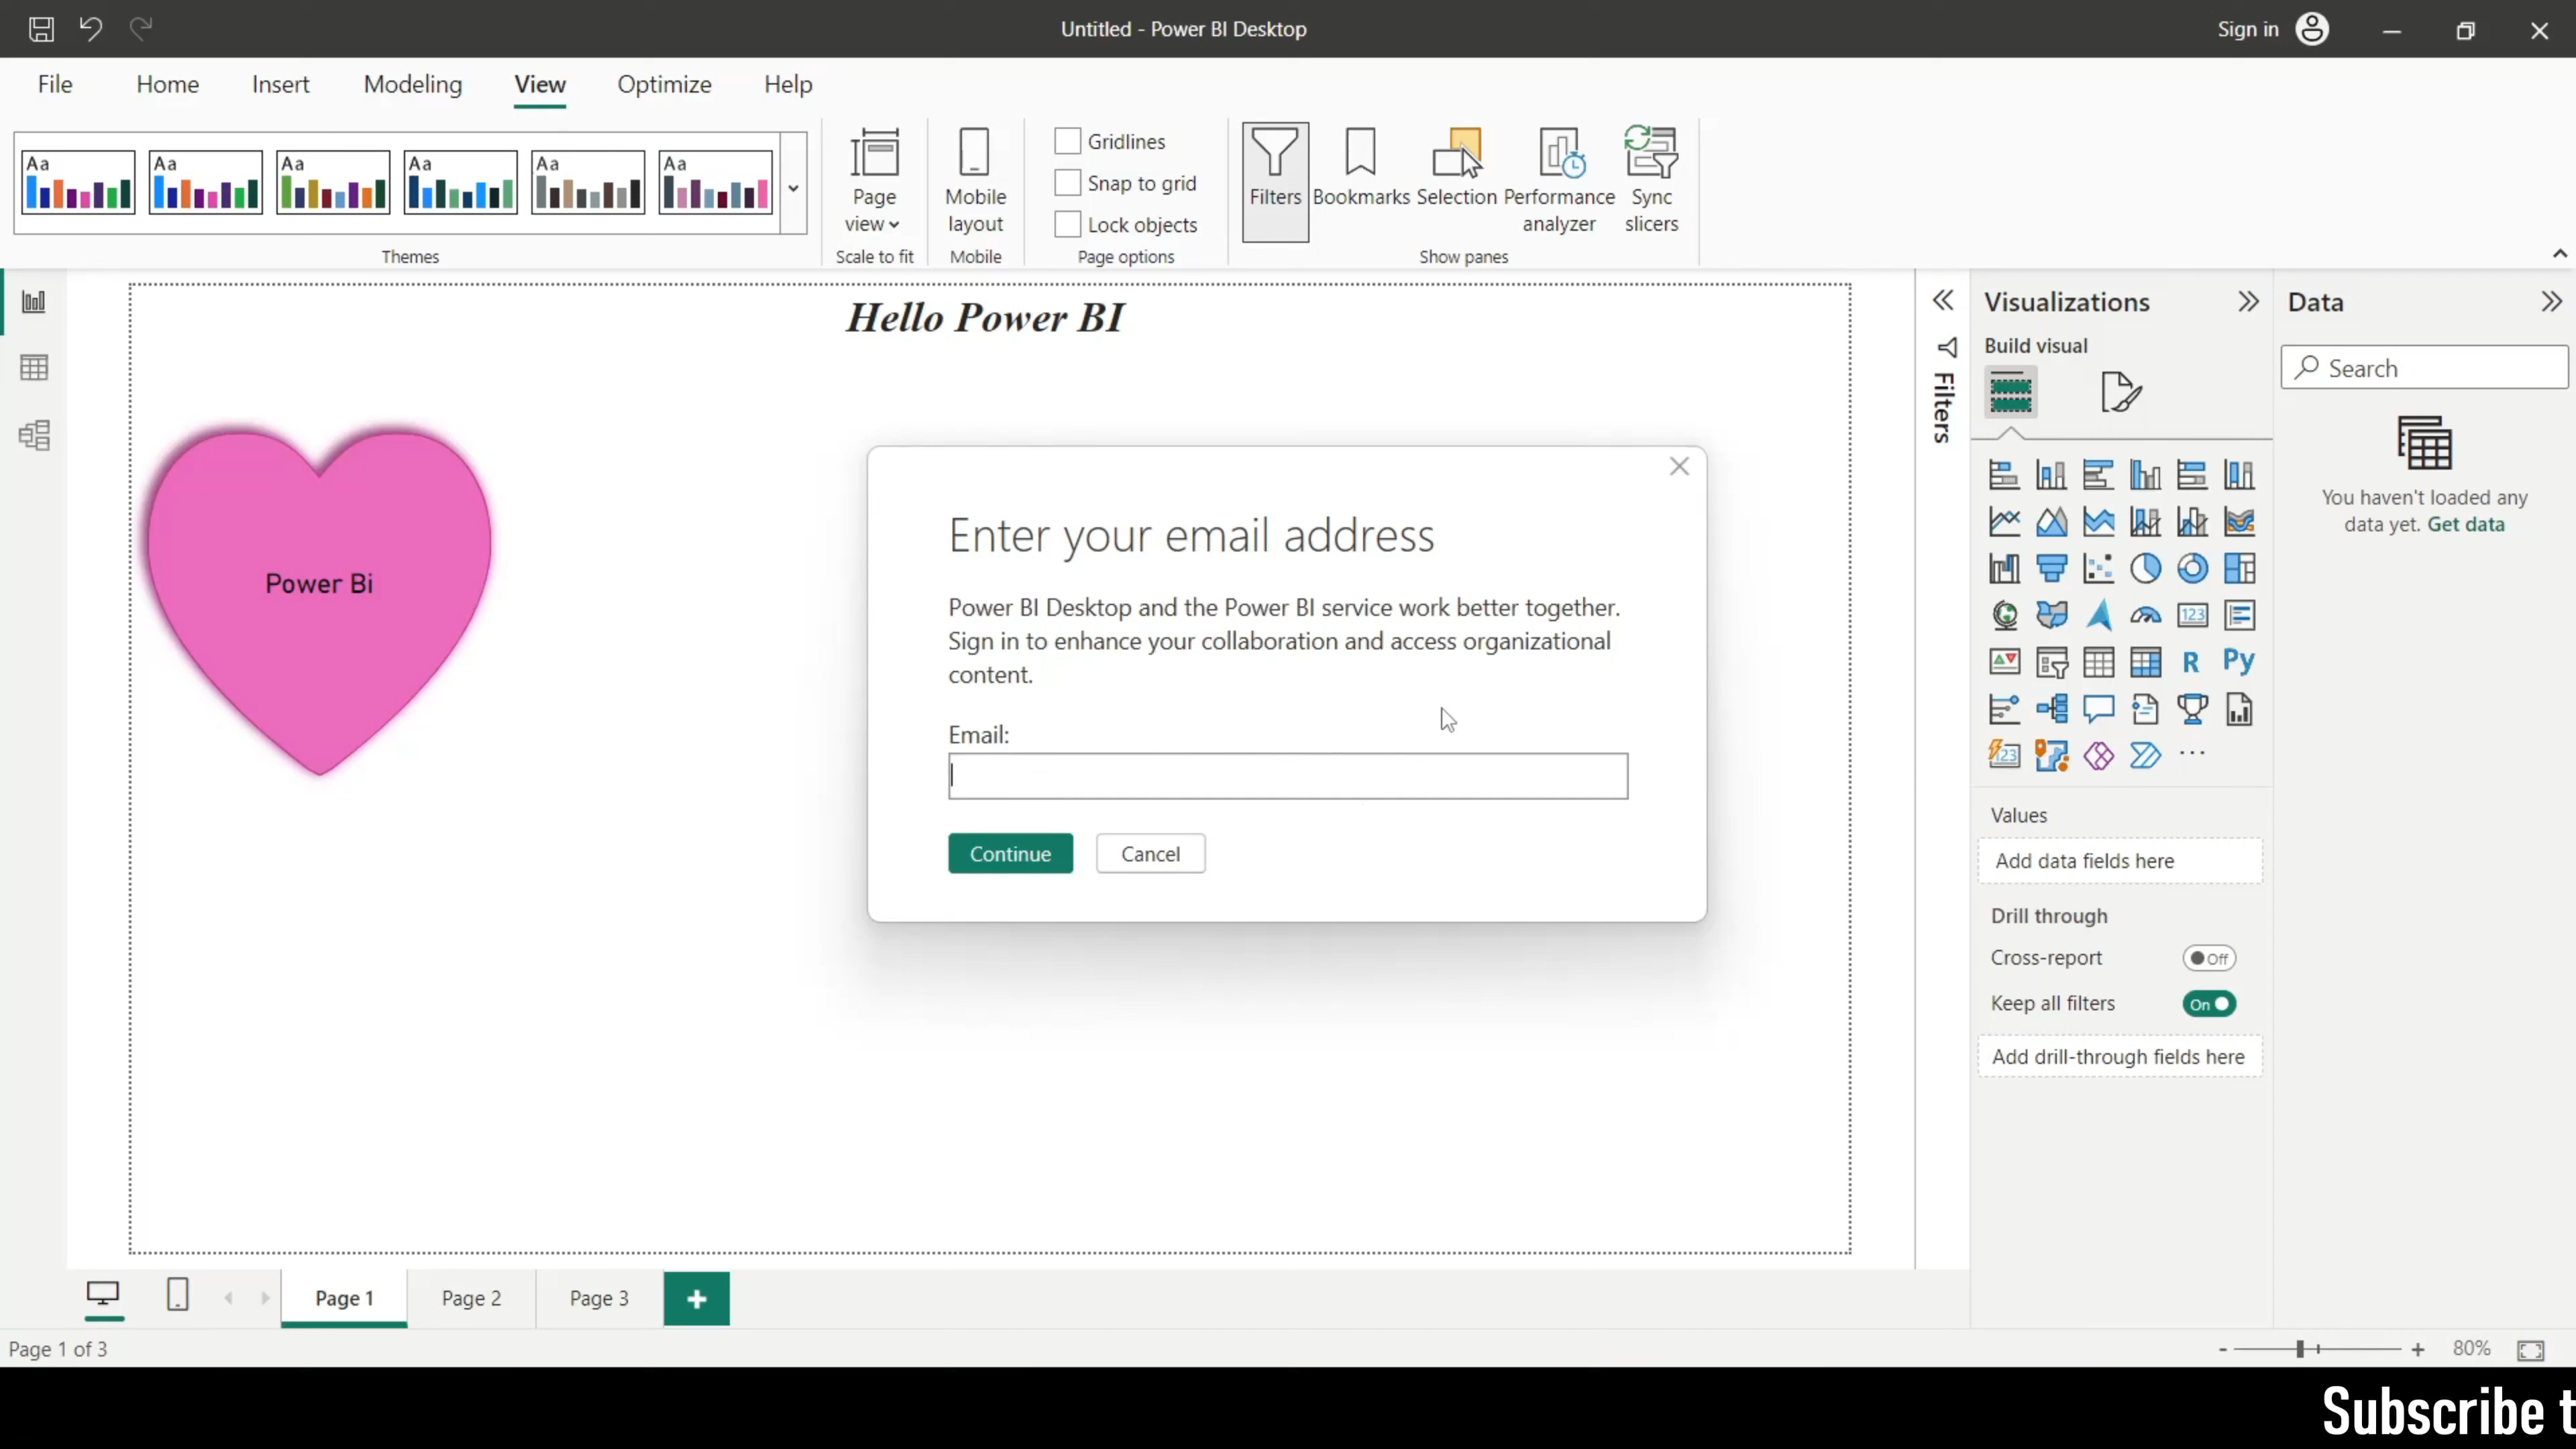 Untitled - Power BI Desktop
Sign in
File Home Insert Modeling View Optimize Help
Aa Aa Aa Aa Aa Aa
Themes
Page view
Scale to fit
Mobile layout
Mobile
Gridlines
Snap to grid
Lock objects
Page options
Filters
Bookmarks
Selection
Performance analyzer
Sync slicers
Show panes
Hello Power BI
Power Bi
Enter your email address
Power BI Desktop and the Power BI service work better together.
Sign in to enhance your collaboration and access organizational
content.
Email:
Continue Cancel
Filters
Visualizations
Build visual
123
R Py
123
Values
Add data fields here
Drill through
Cross-report Off
Keep all filters On
Add drill-through fields here
Data
Search
You haven't loaded any
data yet. Get data
Page 1 Page 2 Page 3 +
Page 1 of 3
- + 80%
Subscribe t